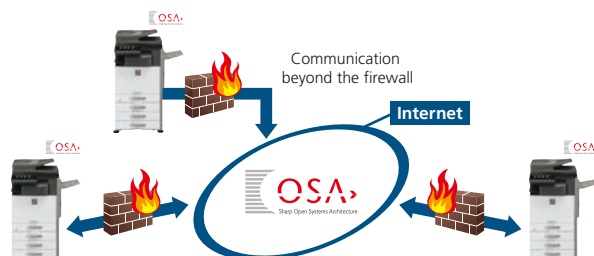 OSA
Communication
beyond the firewall
Internet
OSA
OSA
OSA
Sharp Open Systems Architecture